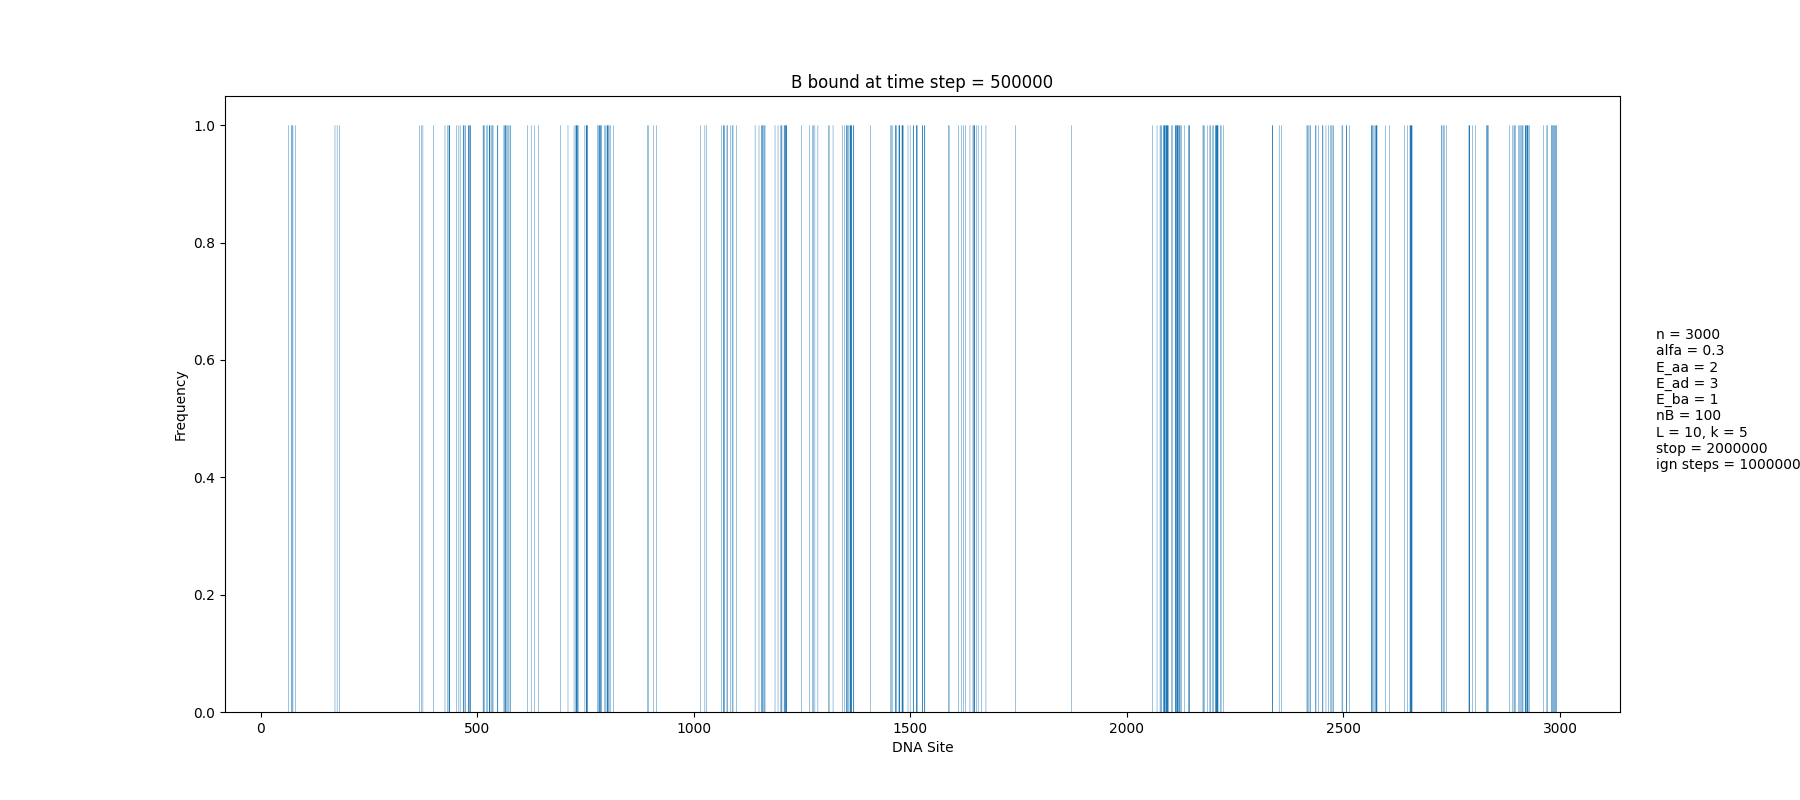 B bound at time step = 500000
1.0
0.8
0.6
0.4
0.2
0.0
Frequency
0 500 1000 1500 2000 2500 3000
DNA Site
n = 3000
alfa = 0.3
E_aa = 2
E_ad = 3
E_ba = 1
nB = 100
L = 10, k = 5
stop = 2000000
ign steps = 1000000